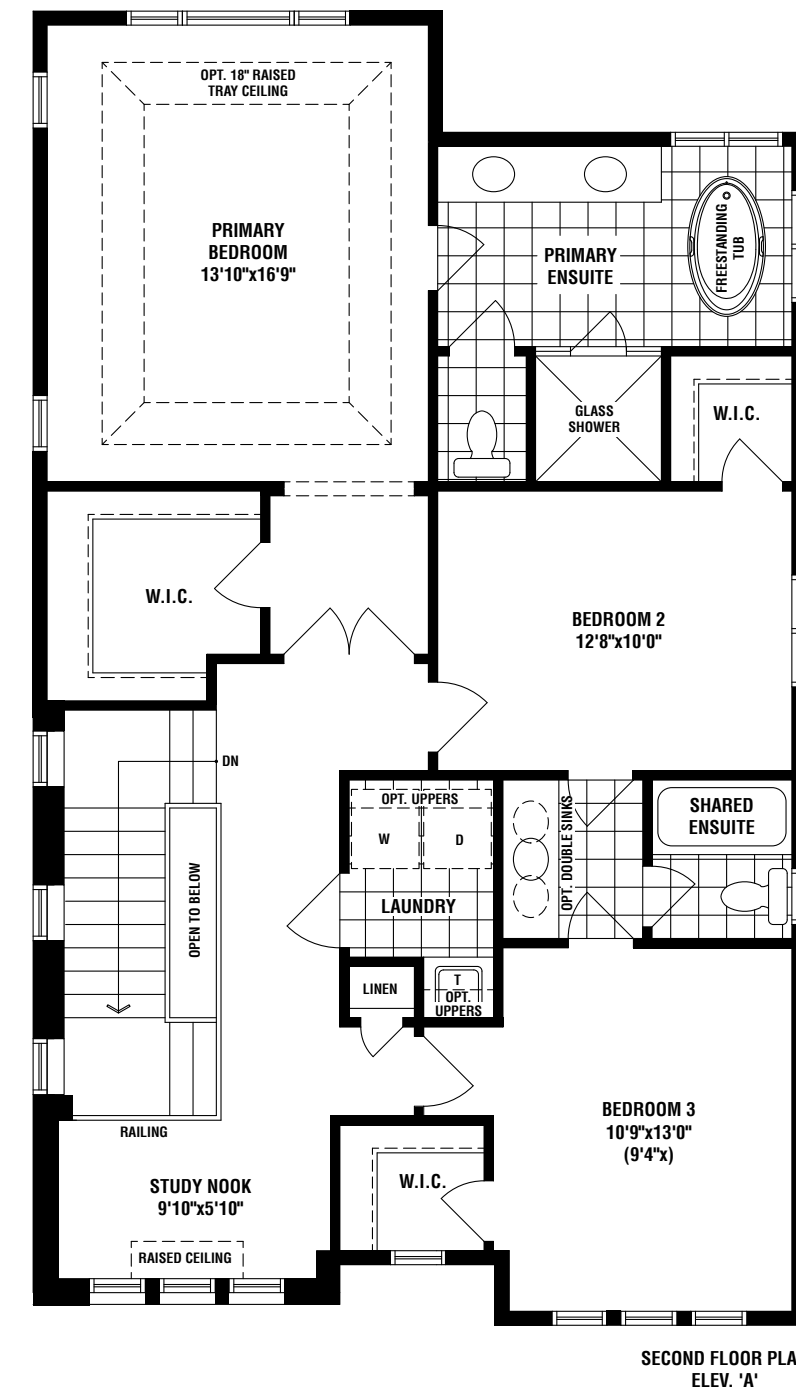 OPT. 18" RAISED
TRAY CEILING
PRIMARY
BEDROOM
13'10"x16'9"
PRIMARY
ENSUITE
FREESTANDING
TUB
GLASS
SHOWER
W.I.C.
W.I.C.
BEDROOM 2
12'8"x10'0"
DN
OPT. UPPERS
W
D
LAUNDRY
OPT. DOUBLE SINKS
SHARED
ENSUITE
OPEN TO BELOW
LINEN
T
OPT.
UPPERS
BEDROOM 3
10'9"x13'0"
(9'4"x)
RAILING
W.I.C.
STUDY NOOK
9'10"x5'10"
RAISED CEILING
SECOND FLOOR PLA
ELEV. 'A'